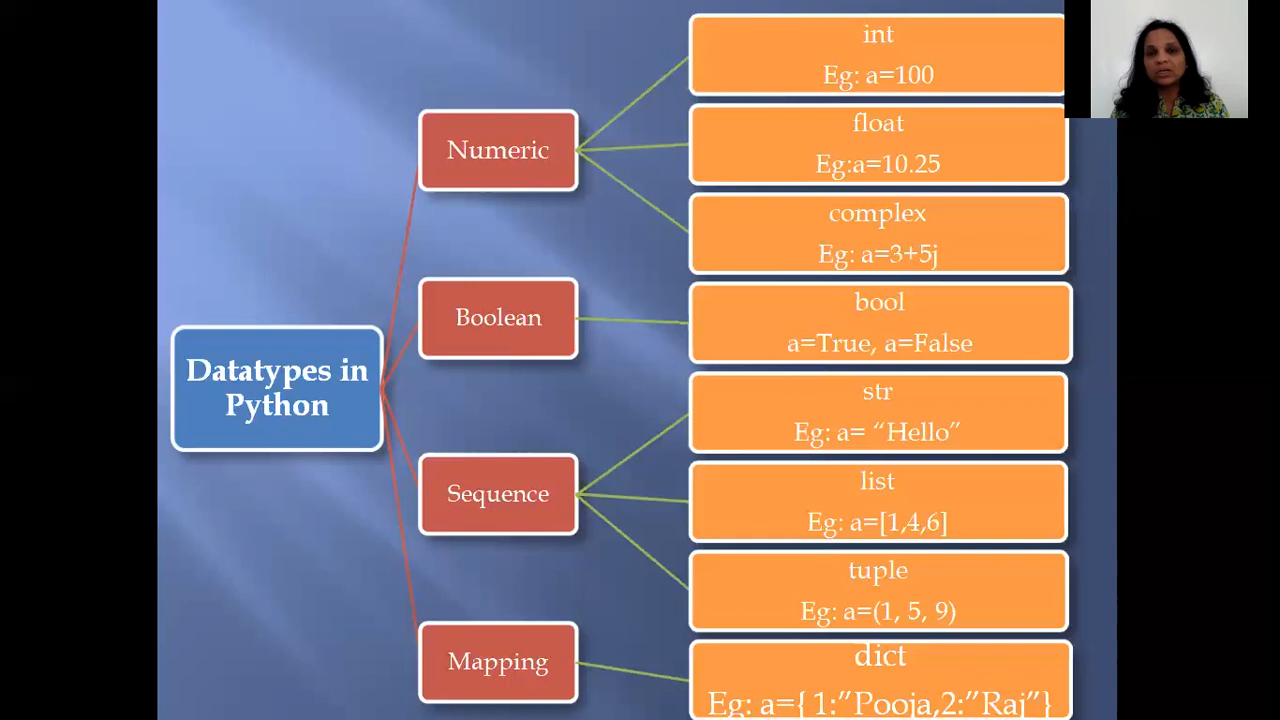 Datatypes in
Python
Numeric
int
Eg: a=100
float
Eg:a=10.25
complex
Eg: a=3+5j
Boolean
bool
a=True, a=False
Sequence
str
Eg: a= “Hello”
list
Eg: a=[1,4,6]
tuple
Eg: a=(1, 5, 9)
Mapping
dict
Eg: a={ 1:”Pooja,2:”Raj”}